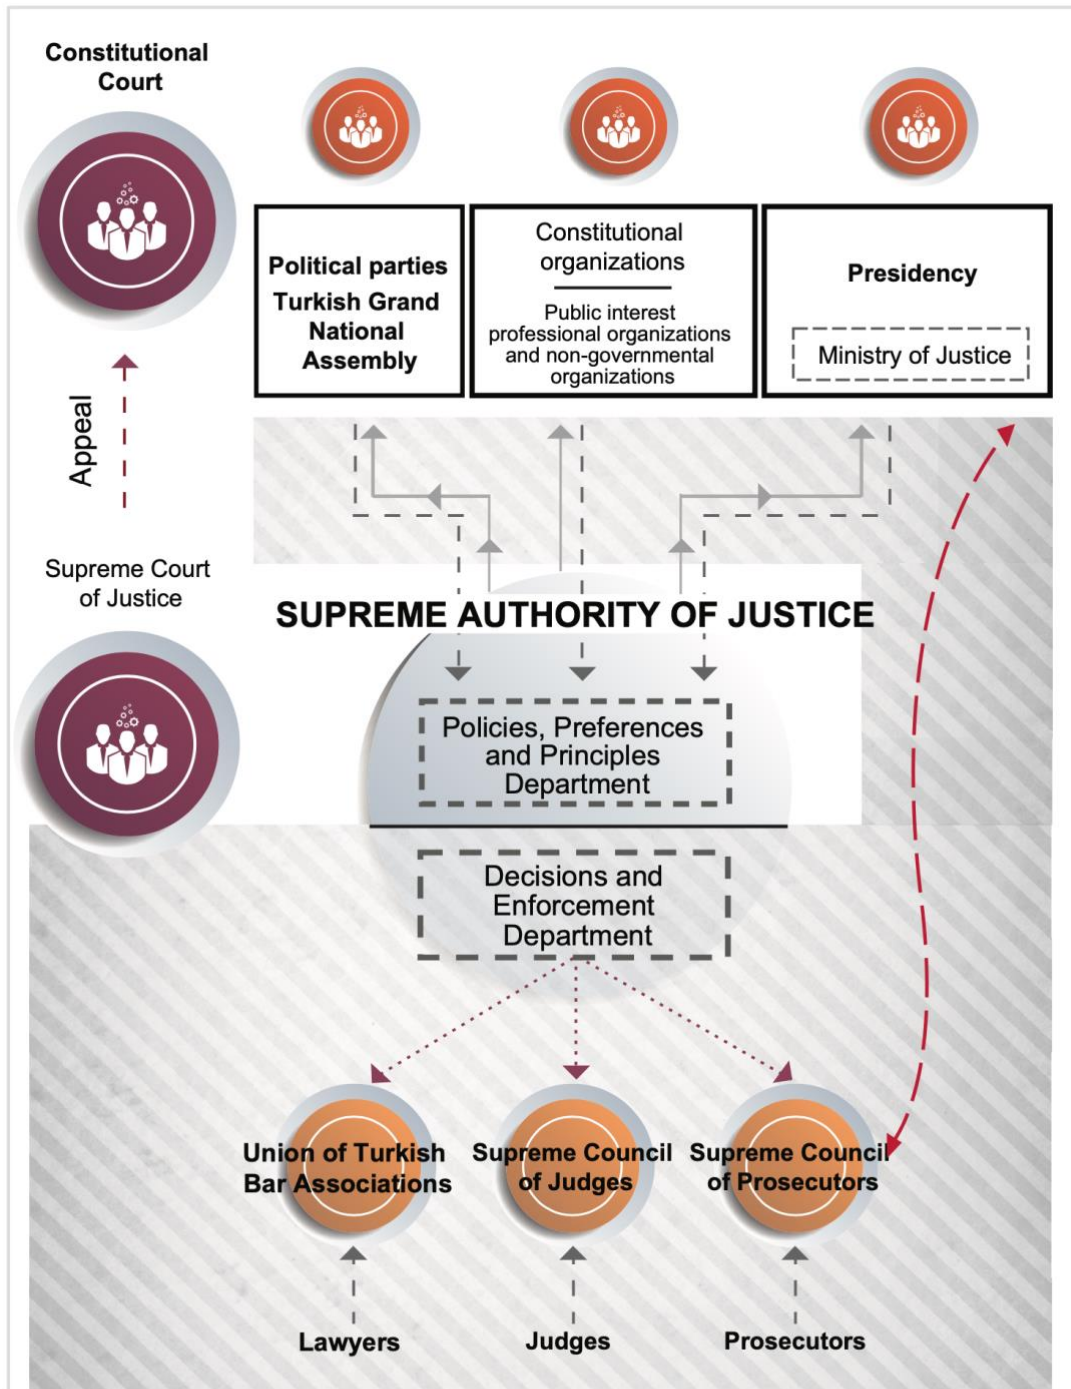 Constitutional
Court
Political parties
Turkish Grand
National
Assembly
Constitutional
organizations
Public interest
professional organizations
and non-governmental
organizations
Presidency
Ministry of Justice
Appeal
Supreme Court
of Justice
SUPREME AUTHORITY OF JUSTICE
Policies, Preferences
and Principles
Department
Decisions and
Enforcement
Department
Union of Turkish
Bar Associations
Supreme Council
of Judges
Supreme Council
of Prosecutors
Lawyers
Judges
Prosecutors